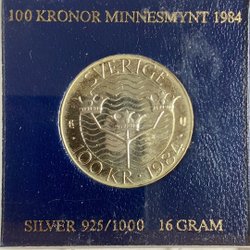 100 KRONOR MINNESMYNT 1984
SVERIGE
U
100 KR · 1984
SILVER 925/1000 16 GRAM